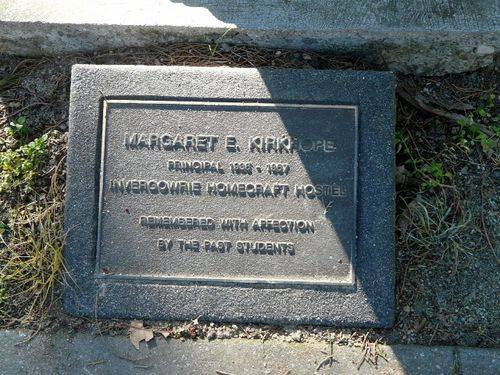 MARGARET E. KIRKHOPE
PRINCIPAL
INVERGOWRIE HOMECRAFT HOSTEL
REMEMBERED WITH AFFECTION
BY THE PAST STUDENTS